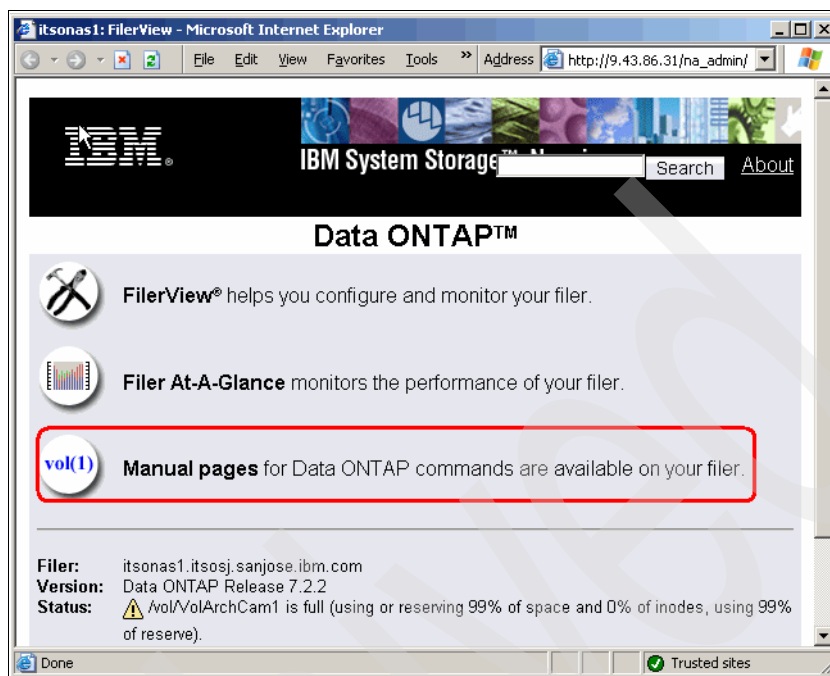 itsonas1: FilerView - Microsoft Internet Explorer
File Edit View Favorites Tools » Address http://9.43.86.31/na_admin/
IBM®
IBM System Storage™
Search About
Data ONTAP™
FilerView® helps you configure and monitor your filer.
Filer At-A-Glance monitors the performance of your filer.
vol(1)
Manual pages for Data ONTAP commands are available on your filer.
Filer: itsonas1.itsosj.sanjose.ibm.com
Version: Data ONTAP Release 7.2.2
Status: /vol/VolArchCam1 is full (using or reserving 99% of space and 0% of inodes, using 99%
of reserve).
Done Trusted sites